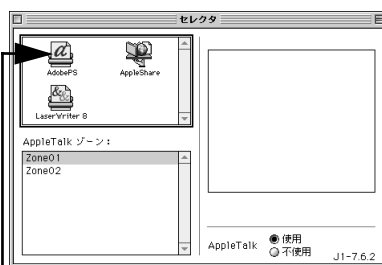 セレクタ
AdobePS
AppleShare
LaserWriter 8
AppleTalk ゾーン：
Zone01
Zone02
AppleTalk
使用
不使用
J1-7.6.2